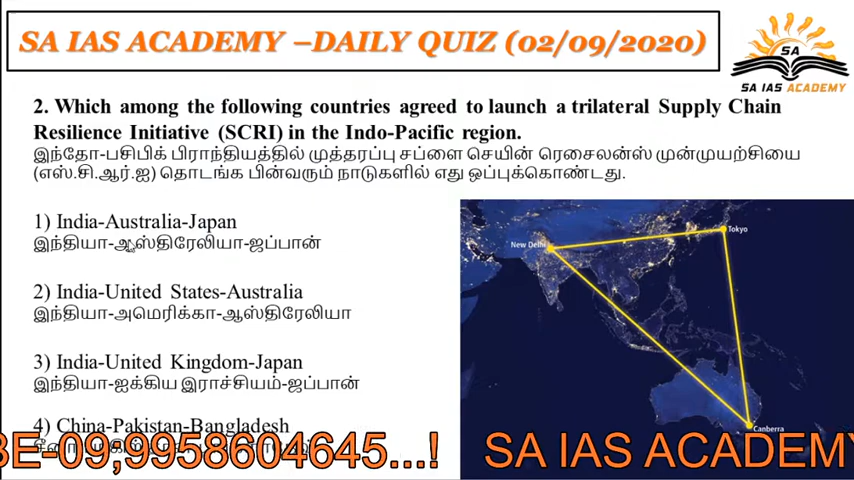 SA IAS ACADEMY –DAILY QUIZ (02/09/2020)
SA
SA IAS ACADEMY
2. Which among the following countries agreed to launch a trilateral Supply Chain
Resilience Initiative (SCRI) in the Indo-Pacific region.
இந்தோ-பசிபிக் பிராந்தியத்தில் முத்தரப்பு சப்ளை செயின் ரெசைலன்ஸ் முன்முயற்சியை
(எஸ்.சி.ஆர்.ஐ) தொடங்க பின்வரும் நாடுகளில் எது ஒப்புக்கொண்டது.
1) India-Australia-Japan
இந்தியா-ஆஸ்திரேலியா-ஜப்பான்
2) India-United States-Australia
இந்தியா-அமெரிக்கா-ஆஸ்திரேலியா
3) India-United Kingdom-Japan
இந்தியா-ஐக்கிய இராச்சியம்-ஜப்பான்
4) China-Pakistan-Bangladesh
New Delhi
Tokyo
Canberra
BE-09;9958604645...! SA IAS ACADEMY